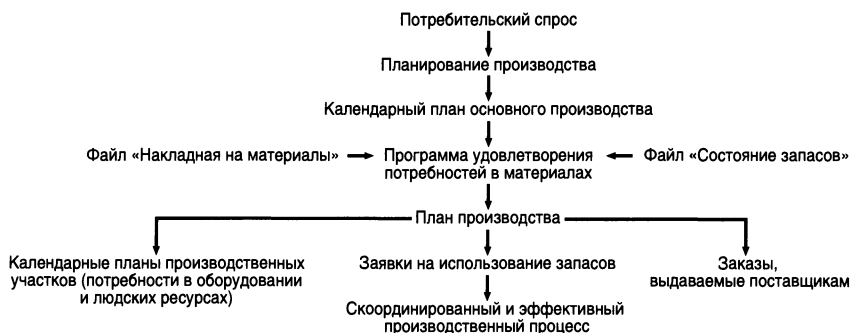 Потребительский спрос
Планирование производства
Календарный план основного производства
Файл «Накладная на материалы»
Программа удовлетворения
потребностей в материалах
Файл «Состояние запасов»
План производства
Календарные планы производственных
участков (потребности в оборудовании
и людских ресурсах)
Заявки на использование запасов
Заказы,
выдаваемые поставщикам
Скоординированный и эффективный
производственный процесс